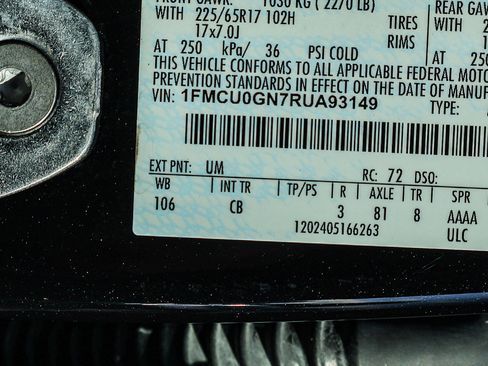 FRONT GAWR: 1030 KG ( 2270 LB) REAR GAW
WITH 225/65R17 102H TIRES WITH 2
17x7.0J RIMS 1
AT 250 kPa/ 36 PSI COLD AT 250
THIS VEHICLE CONFORMS TO ALL APPLICABLE FEDERAL MOTO
PREVENTION STANDARDS IN EFFECT ON THE DATE OF MANUF
VIN: 1FMCU0GN7RUA93149 TYPE:
EXT PNT: UM RC: 72 DSO:
WB INT TR TP/PS R AXLE TR SPR
106 CB 3 81 8 AAAA
1202405166263 ULC